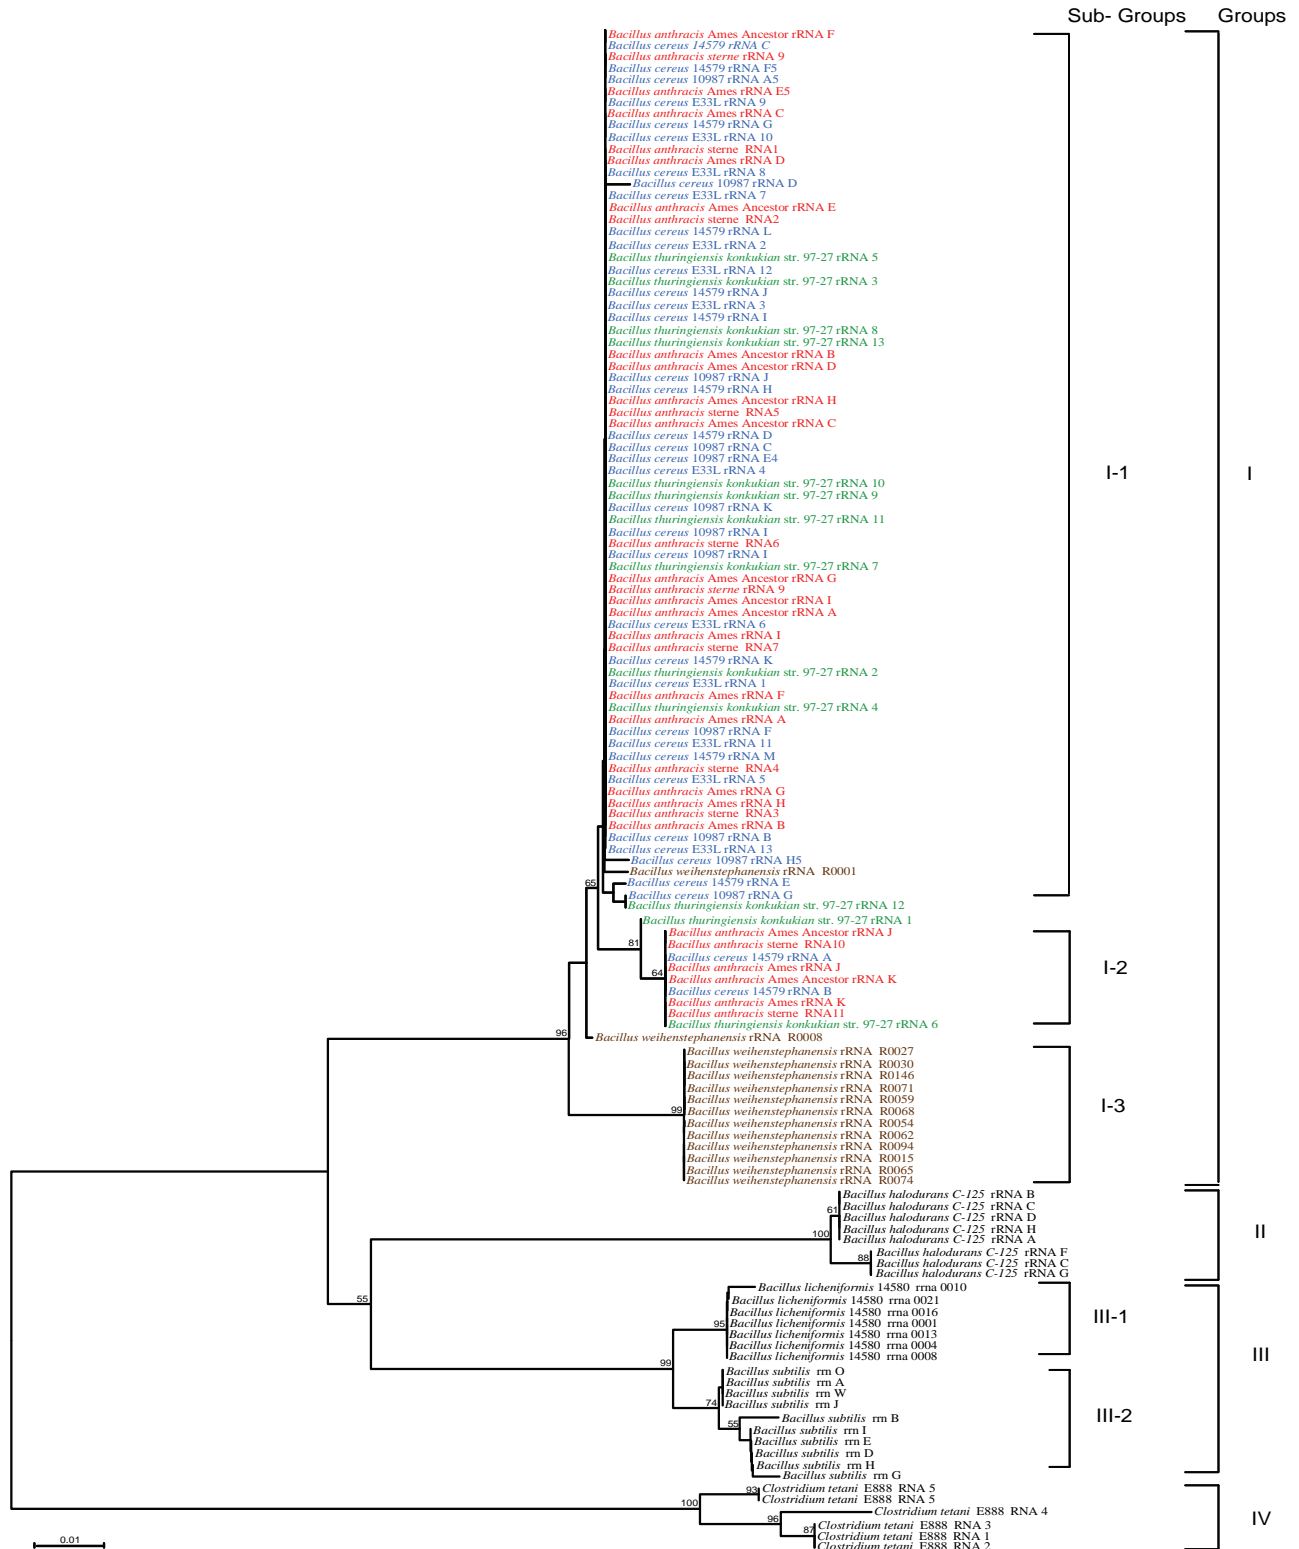 Sub- Groups Groups
Bacillus anthracis Ames Ancestor rRNA F
Bacillus cereus 14579 rRNA C
Bacillus anthracis sterne rRNA 9
Bacillus cereus 14579 rRNA F5
Bacillus cereus 10987 rRNA A5
Bacillus anthracis Ames rRNA E5
Bacillus cereus E33L rRNA 9
Bacillus anthracis Ames rRNA C
Bacillus cereus 14579 rRNA G
Bacillus cereus E33L rRNA 10
Bacillus anthracis sterne RNA1
Bacillus anthracis Ames rRNA D
Bacillus cereus E33L rRNA 8
Bacillus cereus 10987 rRNA D
Bacillus cereus E33L rRNA 7
Bacillus anthracis Ames Ancestor rRNA E
Bacillus anthracis sterne RNA2
Bacillus cereus 14579 rRNA L
Bacillus cereus E33L rRNA 2
Bacillus thuringiensis konkukian str. 97-27 rRNA 5
Bacillus cereus E33L rRNA 12
Bacillus thuringiensis konkukian str. 97-27 rRNA 3
Bacillus cereus 14579 rRNA J
Bacillus cereus E33L rRNA 3
Bacillus cereus 14579 rRNA I
Bacillus thuringiensis konkukian str. 97-27 rRNA 8
Bacillus thuringiensis konkukian str. 97-27 rRNA 13
Bacillus anthracis Ames Ancestor rRNA B
Bacillus anthracis Ames Ancestor rRNA D
Bacillus cereus 10987 rRNA J
Bacillus cereus 14579 rRNA H
Bacillus anthracis Ames Ancestor rRNA H
Bacillus anthracis sterne RNA5
Bacillus anthracis Ames Ancestor rRNA C
Bacillus cereus 14579 rRNA D
Bacillus cereus 10987 rRNA C
Bacillus cereus 10987 rRNA E4
Bacillus cereus E33L rRNA 4
I-1 I
Bacillus thuringiensis konkukian str. 97-27 rRNA 10
Bacillus thuringiensis konkukian str. 97-27 rRNA 9
Bacillus cereus 10987 rRNA K
Bacillus thuringiensis konkukian str. 97-27 rRNA 11
Bacillus cereus 10987 rRNA I
Bacillus anthracis sterne RNA6
Bacillus cereus 10987 rRNA I
Bacillus thuringiensis konkukian str. 97-27 rRNA 7
Bacillus anthracis Ames Ancestor rRNA G
Bacillus anthracis sterne rRNA 9
Bacillus anthracis Ames Ancestor rRNA I
Bacillus anthracis Ames Ancestor rRNA A
Bacillus cereus E33L rRNA 6
Bacillus anthracis Ames rRNA I
Bacillus anthracis sterne RNA7
Bacillus cereus 14579 rRNA K
Bacillus thuringiensis konkukian str. 97-27 rRNA 2
Bacillus cereus E33L rRNA 1
Bacillus anthracis Ames rRNA F
Bacillus thuringiensis konkukian str. 97-27 rRNA 4
Bacillus anthracis Ames rRNA A
Bacillus cereus 10987 rRNA F
Bacillus cereus E33L rRNA 11
Bacillus cereus 14579 rRNA M
Bacillus anthracis sterne RNA4
Bacillus cereus E33L rRNA 5
Bacillus anthracis Ames rRNA G
Bacillus anthracis Ames rRNA H
Bacillus anthracis sterne RNA3
Bacillus anthracis Ames rRNA B
Bacillus cereus 10987 rRNA B
Bacillus cereus E33L rRNA 13
Bacillus cereus 10987 rRNA H5
Bacillus weihenstephanensis rRNA R0001
65 Bacillus cereus 14579 rRNA E
Bacillus cereus 10987 rRNA G
Bacillus thuringiensis konkukian str. 97-27 rRNA 12
Bacillus thuringiensis konkukian str. 97-27 rRNA 1
Bacillus anthracis Ames Ancestor rRNA J
81 Bacillus anthracis sterne RNA10
Bacillus cereus 14579 rRNA A
Bacillus anthracis Ames rRNA J
I-2
64 Bacillus anthracis Ames Ancestor rRNA K
Bacillus cereus 14579 rRNA B
Bacillus anthracis Ames rRNA K
Bacillus anthracis sterne RNA11
Bacillus thuringiensis konkukian str. 97-27 rRNA 6
96 Bacillus weihenstephanensis rRNA R0008
Bacillus weihenstephanensis rRNA R0027
Bacillus weihenstephanensis rRNA R0030
Bacillus weihenstephanensis rRNA R0146
Bacillus weihenstephanensis rRNA R0071
Bacillus weihenstephanensis rRNA R0059
I-3
99 Bacillus weihenstephanensis rRNA R0068
Bacillus weihenstephanensis rRNA R0054
Bacillus weihenstephanensis rRNA R0062
Bacillus weihenstephanensis rRNA R0094
Bacillus weihenstephanensis rRNA R0015
Bacillus weihenstephanensis rRNA R0065
Bacillus weihenstephanensis rRNA R0074
Bacillus halodurans C-125 rRNA B
61 Bacillus halodurans C-125 rRNA C
Bacillus halodurans C-125 rRNA D
100 Bacillus halodurans C-125 rRNA H
II
Bacillus halodurans C-125 rRNA A
Bacillus halodurans C-125 rRNA F
88 Bacillus halodurans C-125 rRNA C
Bacillus halodurans C-125 rRNA G
Bacillus licheniformis 14580 rrna 0010
55 Bacillus licheniformis 14580 rrna 0021
Bacillus licheniformis 14580 rrna 0016
III-1
95 Bacillus licheniformis 14580 rrna 0001
Bacillus licheniformis 14580 rrna 0013
Bacillus licheniformis 14580 rrna 0004
III
Bacillus licheniformis 14580 rrna 0008
99
Bacillus subtilis rrn O
Bacillus subtilis rrn A
Bacillus subtilis rrn W
74 Bacillus subtilis rrn J
III-2
55 Bacillus subtilis rrn B
Bacillus subtilis rrn I
Bacillus subtilis rrn E
Bacillus subtilis rrn D
Bacillus subtilis rrn H
Bacillus subtilis rrn G
93 Clostridium tetani E888 RNA 5
Clostridium tetani E888 RNA 5
100
Clostridium tetani E888 RNA 4
IV
96
Clostridium tetani E888 RNA 3
87 Clostridium tetani E888 RNA 1
Clostridium tetani E888 RNA 2
0.01